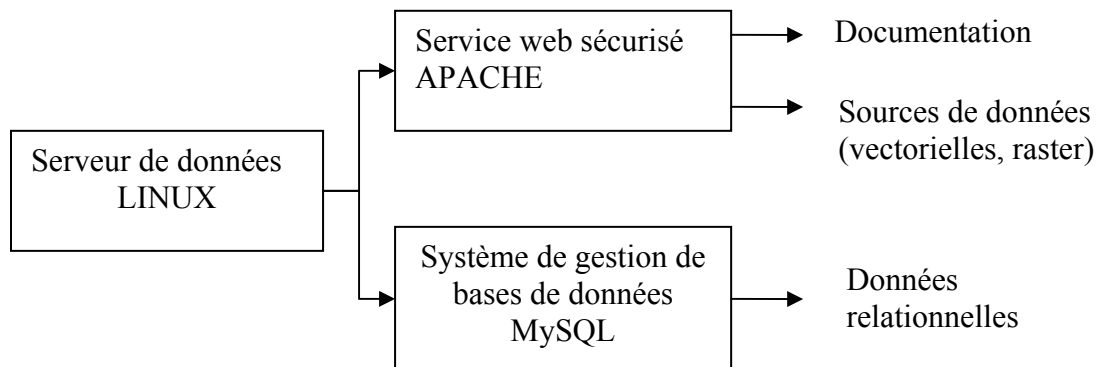 Serveur de données
LINUX
Service web sécurisé
APACHE
Documentation
Sources de données
(vectorielles, raster)
Système de gestion de
bases de données
MySQL
Données
relationnelles